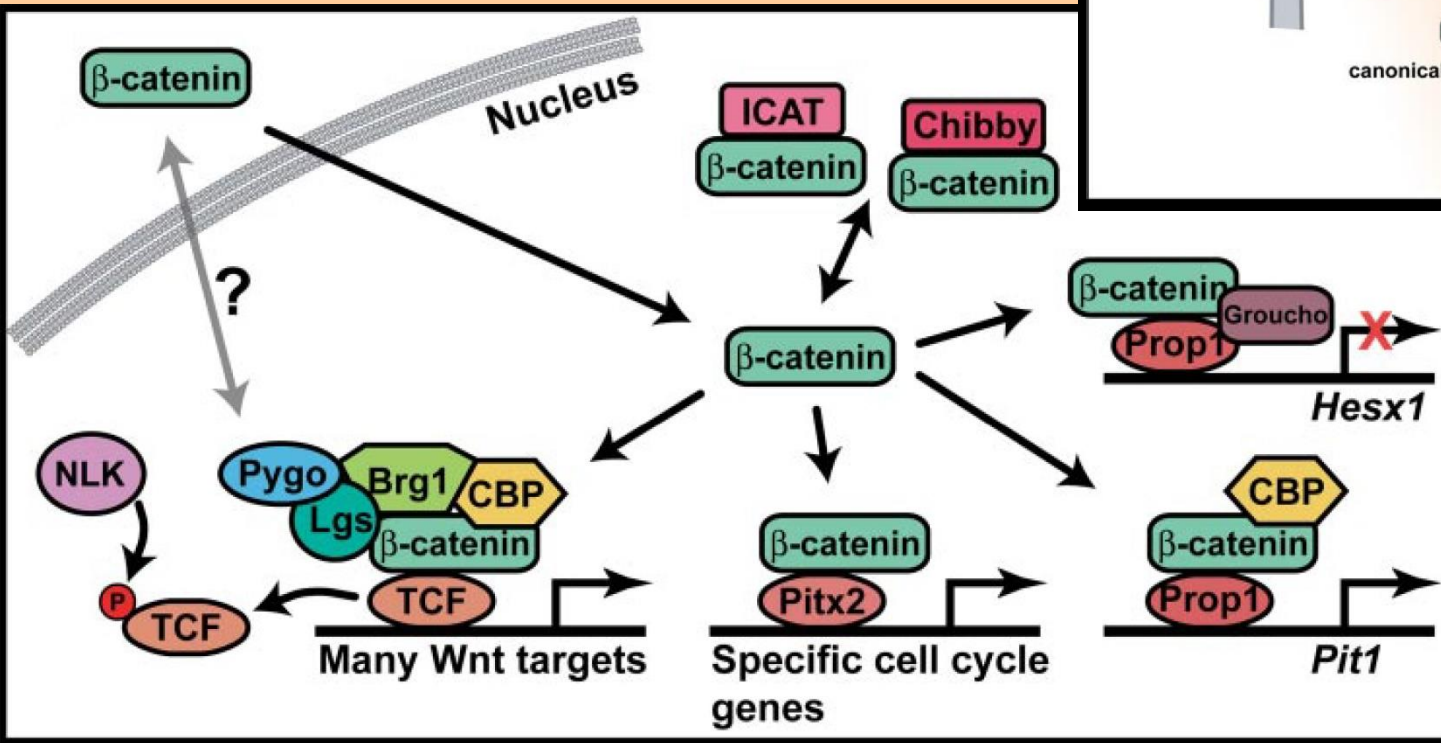 canonical
β-catenin
Nucleus
ICAT
β-catenin
Chibby
β-catenin
?
β-catenin
β-catenin
Groucho
Prop1
X
Hesx1
NLK
Pygo
Brg1
CBP
Lgs
β-catenin
P
TCF
TCF
Many Wnt targets
β-catenin
Pitx2
Specific cell cycle
genes
CBP
β-catenin
Prop1
Pit1